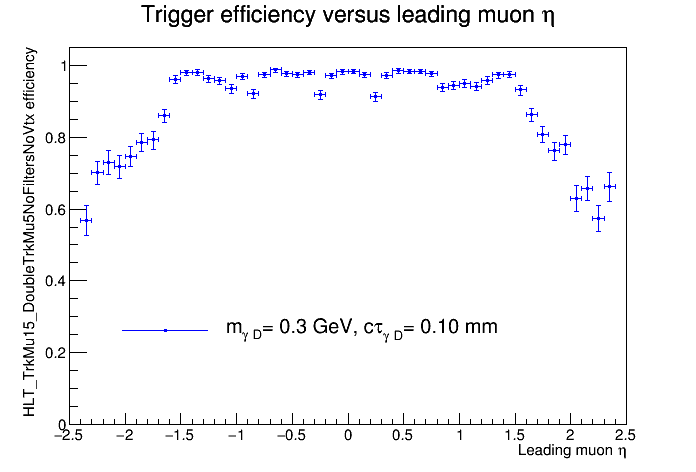 Trigger efficiency versus leading muon η
HLT_TrkMu15_DoubleTrkMu5NoFiltersNoVtx efficiency
1
0.8
0.6
0.4
0.2
0
m_γ D= 0.3 GeV, cτ_γ D= 0.10 mm
−2.5 −2 −1.5 −1 −0.5 0 0.5 1 1.5 2 2.5
Leading muon η